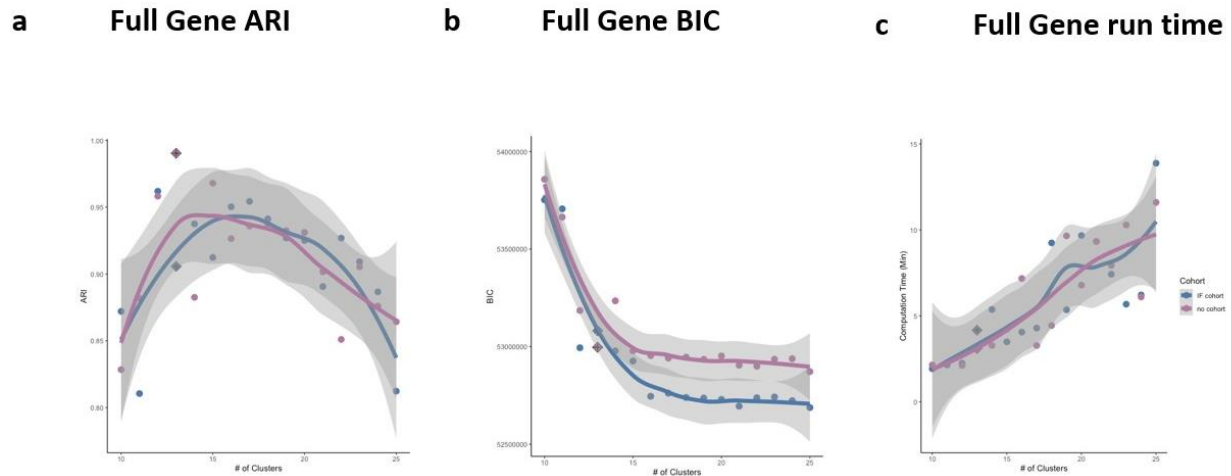 a Full Gene ARI
b Full Gene BIC
c Full Gene run time
1.00
0.95
0.90
0.85
0.80
ARI
10 15 20 25
# of Clusters
54000000
53500000
53000000
52500000
BIC
10 15 20 25
# of Clusters
15
10
5
0
Computation Time (Min)
10 15 20 25
# of Clusters
Cohort
IF cohort
no cohort